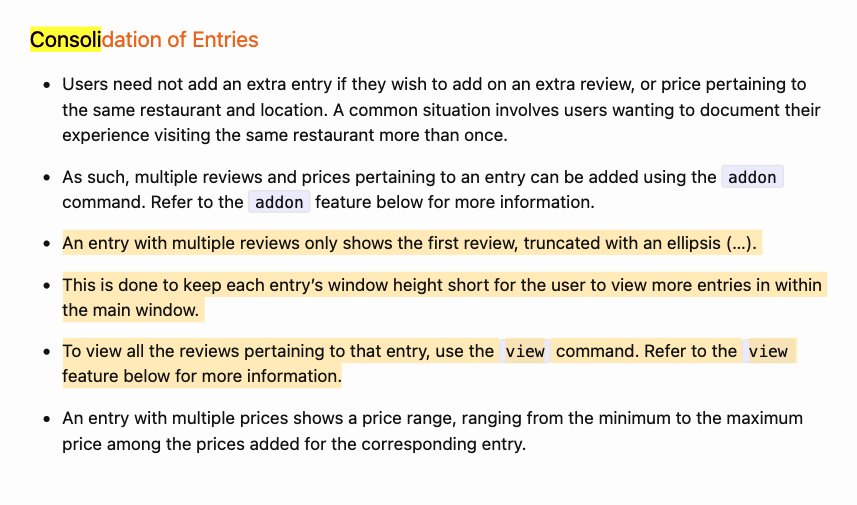 Consolidation of Entries
• Users need not add an extra entry if they wish to add on an extra review, or price pertaining to
the same restaurant and location. A common situation involves users wanting to document their
experience visiting the same restaurant more than once.
• As such, multiple reviews and prices pertaining to an entry can be added using the addon
command. Refer to the addon feature below for more information.
• An entry with multiple reviews only shows the first review, truncated with an ellipsis (…).
• This is done to keep each entry’s window height short for the user to view more entries in within
the main window.
• To view all the reviews pertaining to that entry, use the view command. Refer to the view
feature below for more information.
• An entry with multiple prices shows a price range, ranging from the minimum to the maximum
price among the prices added for the corresponding entry.